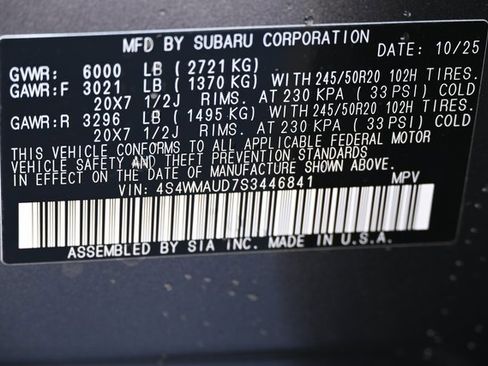 MFD BY SUBARU CORPORATION
DATE: 10/25
GVWR: 6000 LB (2721 KG)
GAWR:F 3021 LB (1370 KG) WITH 245/50R20 102H TIRES.
20X7 1/2J RIMS. AT 230 KPA (33 PSI) COLD
GAWR:R 3296 LB (1495 KG) WITH 245/50R20 102H TIRES.
20X7 1/2J RIMS. AT 230 KPA (33 PSI) COLD
THIS VEHICLE CONFORMS TO ALL APPLICABLE FEDERAL MOTOR
VEHICLE SAFETY AND THEFT PREVENTION STANDARDS
IN EFFECT ON THE DATE OF MANUFACTURE SHOWN ABOVE.
VIN: 4S4WMAUD7S3446841 MPV
ASSEMBLED BY SIA INC. MADE IN U.S.A.